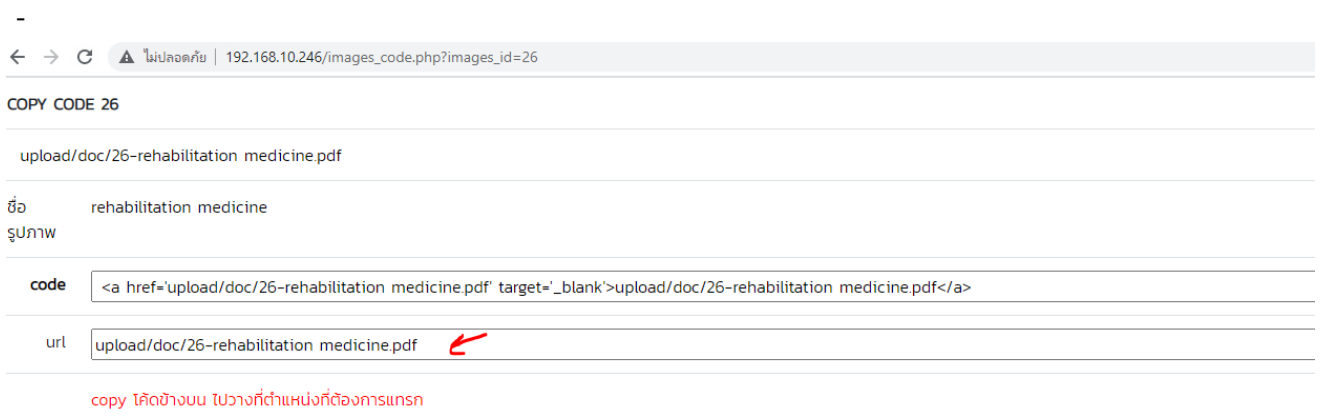 -
ไม่ปลอดภัย | 192.168.10.246/images_code.php?images_id=26
COPY CODE 26
upload/doc/26-rehabilitation medicine.pdf
ชื่อ rehabilitation medicine
รูปภาพ
code <a href='upload/doc/26-rehabilitation medicine.pdf' target='_blank'>upload/doc/26-rehabilitation medicine.pdf</a>
url upload/doc/26-rehabilitation medicine.pdf
copy โค้ดข้างบน ไปวางที่ตำแหน่งที่ต้องการแทรก